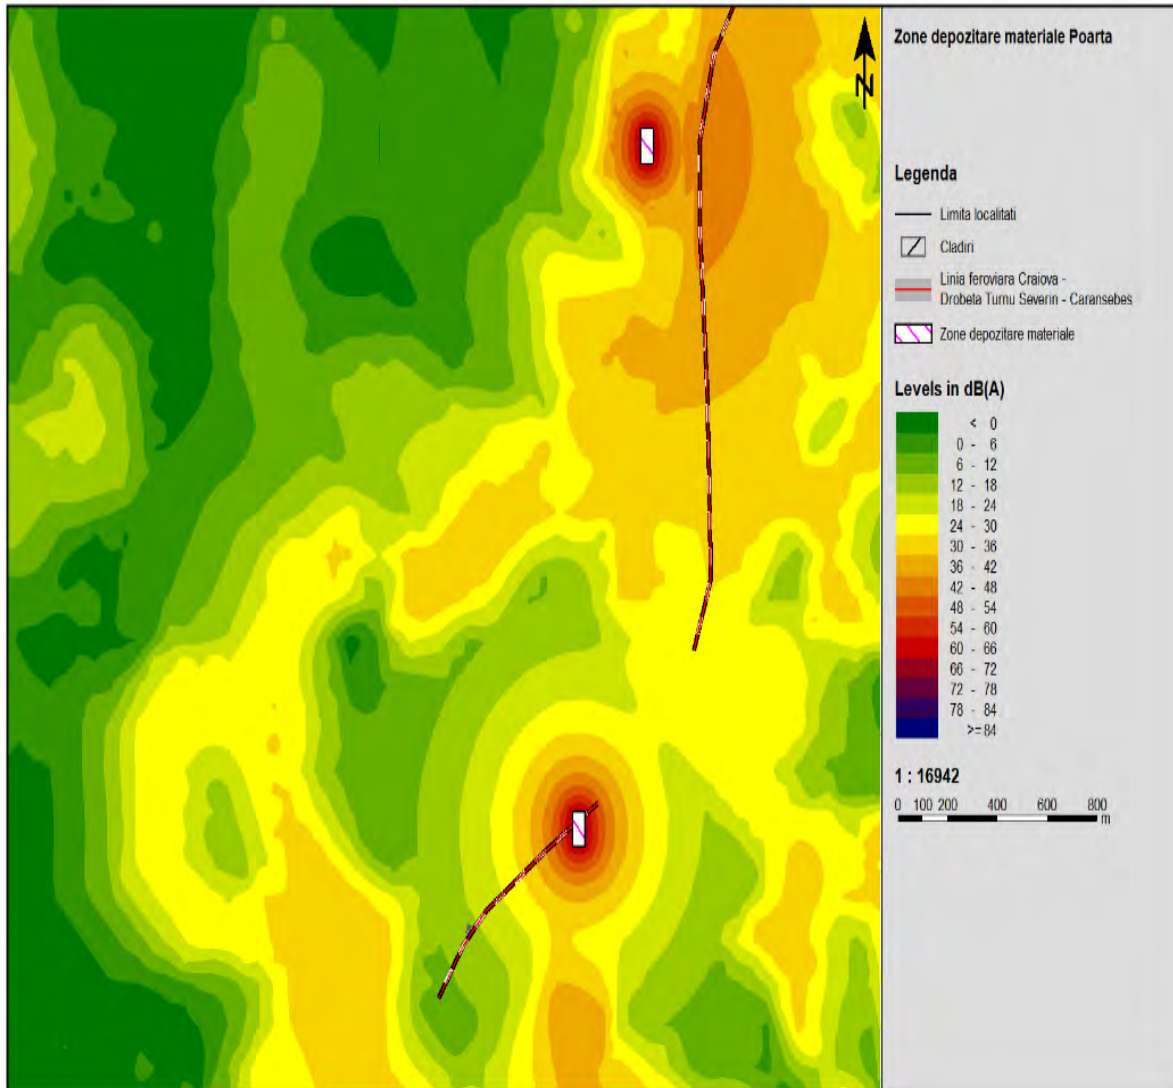 Zone depozitare materiale Poarta
N
Legenda
Limita localitati
Cladiri
Linia feroviara Craiova -
Drobeta Turnu Severin - Caransebes
Zone depozitare materiale
Levels in dB(A)
< 0
0 - 6
6 - 12
12 - 18
18 - 24
24 - 30
30 - 36
36 - 42
42 - 48
48 - 54
54 - 60
60 - 66
66 - 72
72 - 78
78 - 84
>= 84
1 : 16942
0 100 200 400 600 800
m